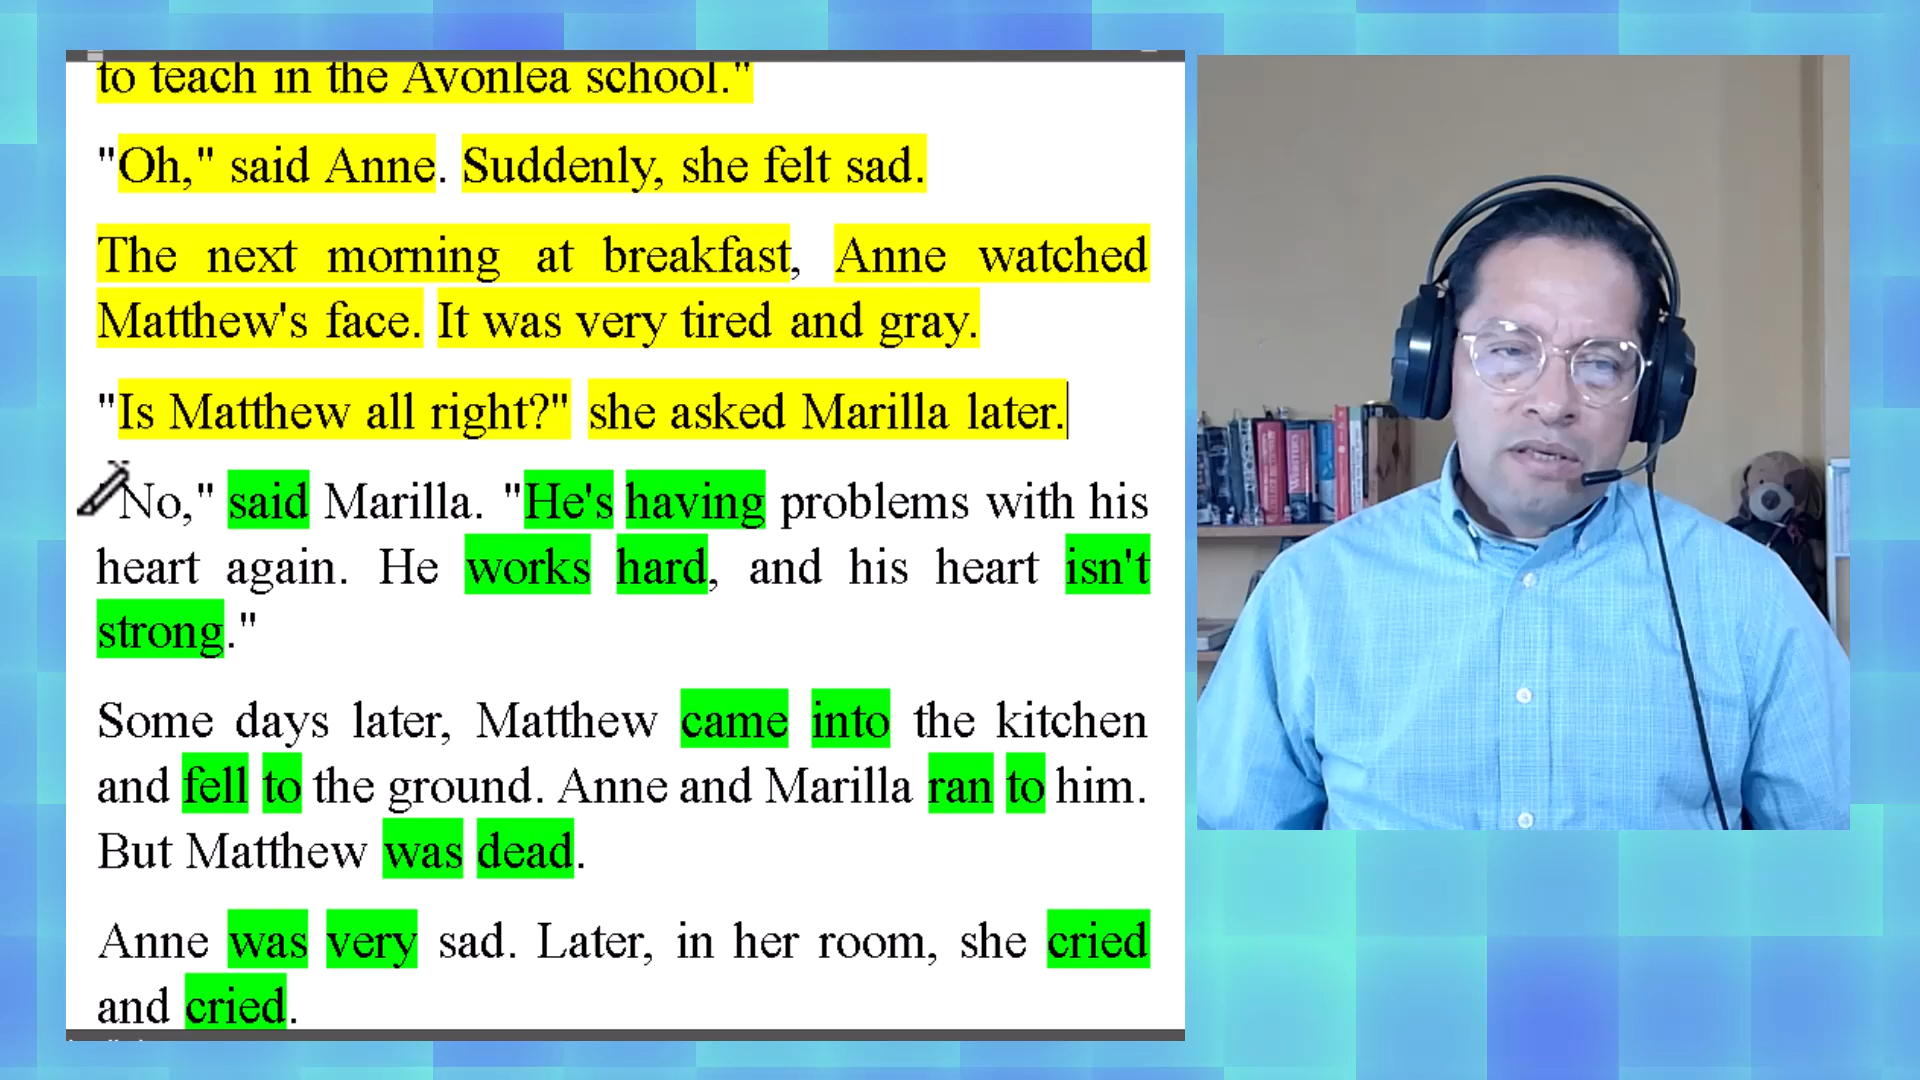 to teach in the Avonlea school."
"Oh," said Anne. Suddenly, she felt sad.
The next morning at breakfast, Anne watched
Matthew's face. It was very tired and gray.
"Is Matthew all right?" she asked Marilla later.
"No," said Marilla. "He's having problems with his
heart again. He works hard, and his heart isn't
strong."
Some days later, Matthew came into the kitchen
and fell to the ground. Anne and Marilla ran to him.
But Matthew was dead.
Anne was very sad. Later, in her room, she cried
and cried.